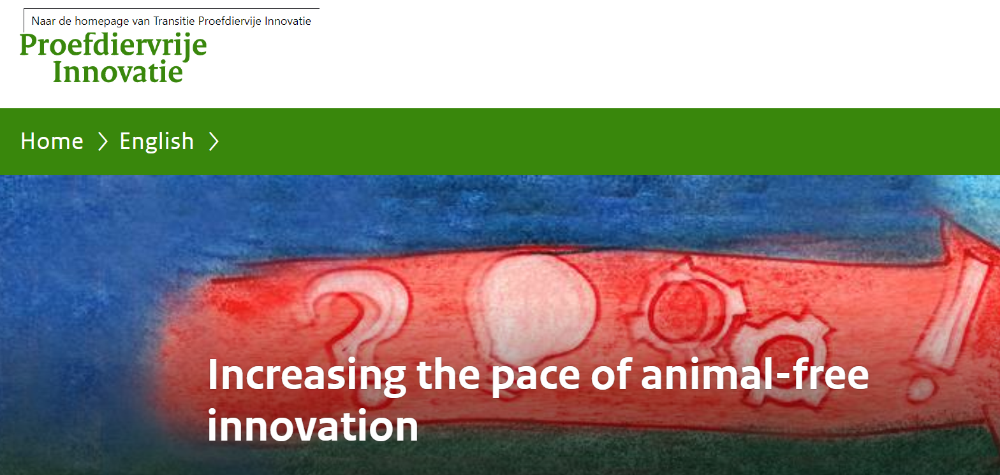 Naar de homepage van Transitie Proefdiervije Innovatie
Proefdiervrije
Innovatie
Home > English >
Increasing the pace of animal-free
innovation